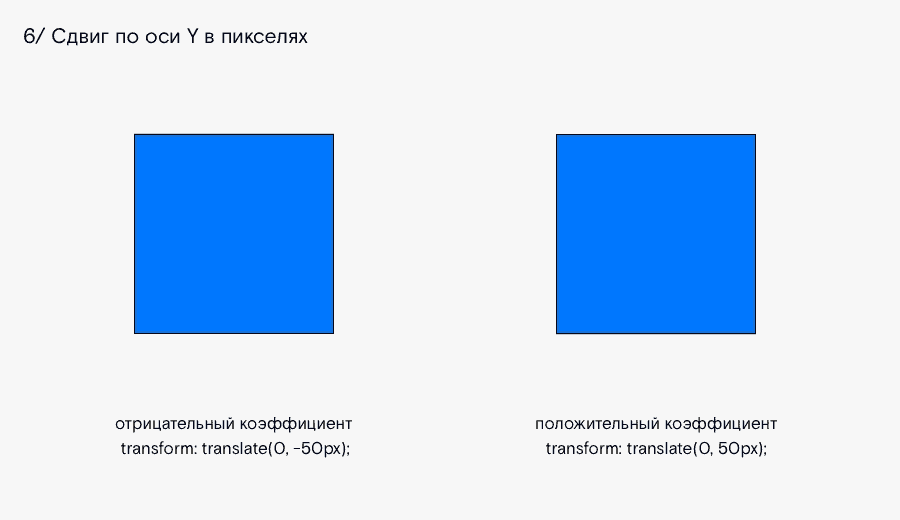 6/ Сдвиг по оси Y в пикселях
отрицательный коэффициент
transform: translate(0, -50px);
положительный коэффициент
transform: translate(0, 50px);